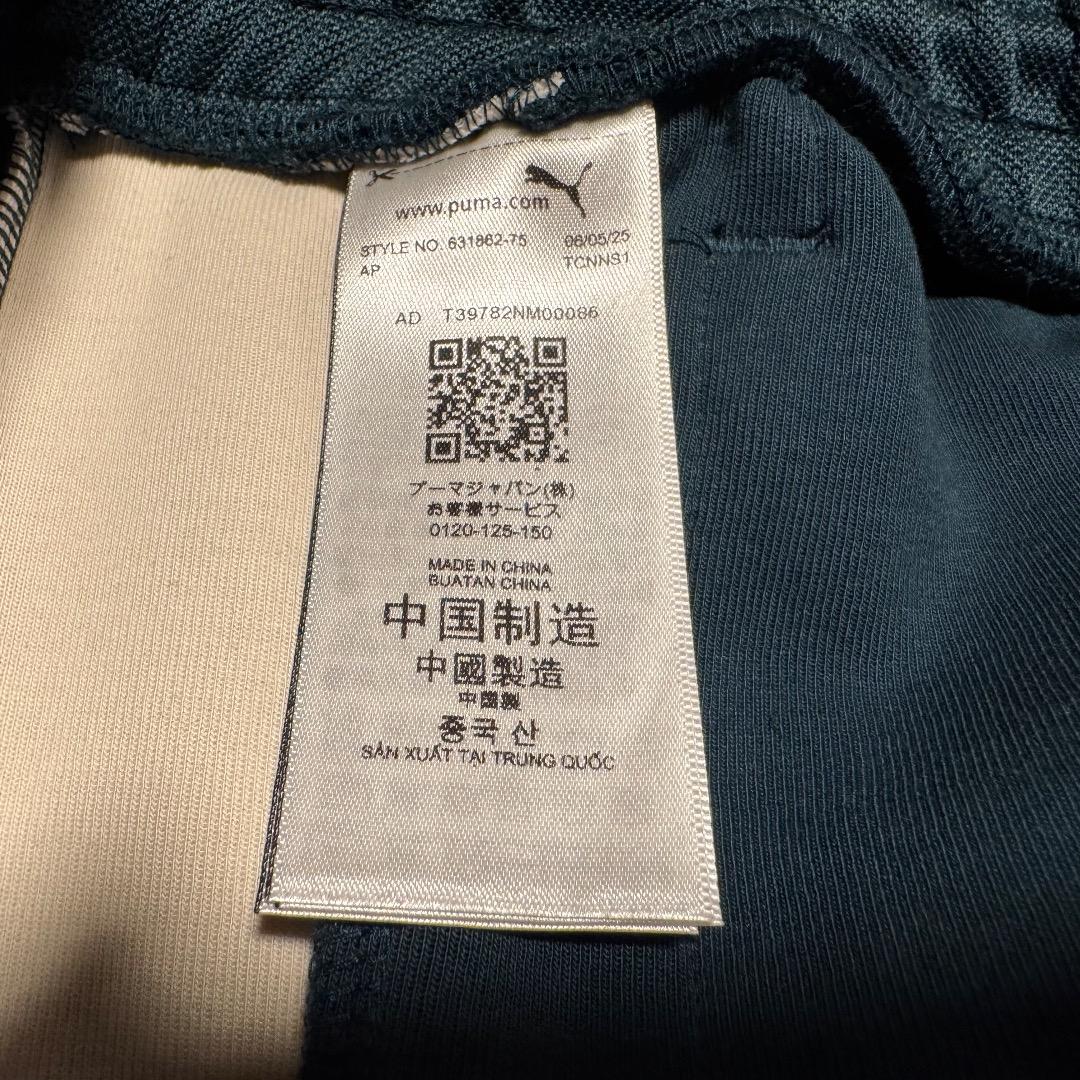 www.puma.com
STYLE NO. 631862-75 06/05/25
AP TCNNS1
AD T39782NM00086
プーマジャパン(株)
お客様サービス
0120-125-150
MADE IN CHINA
BUATAN CHINA
中国制造
中國製造
中国製
중국 산
SẢN XUẤT TẠI TRUNG QUỐC